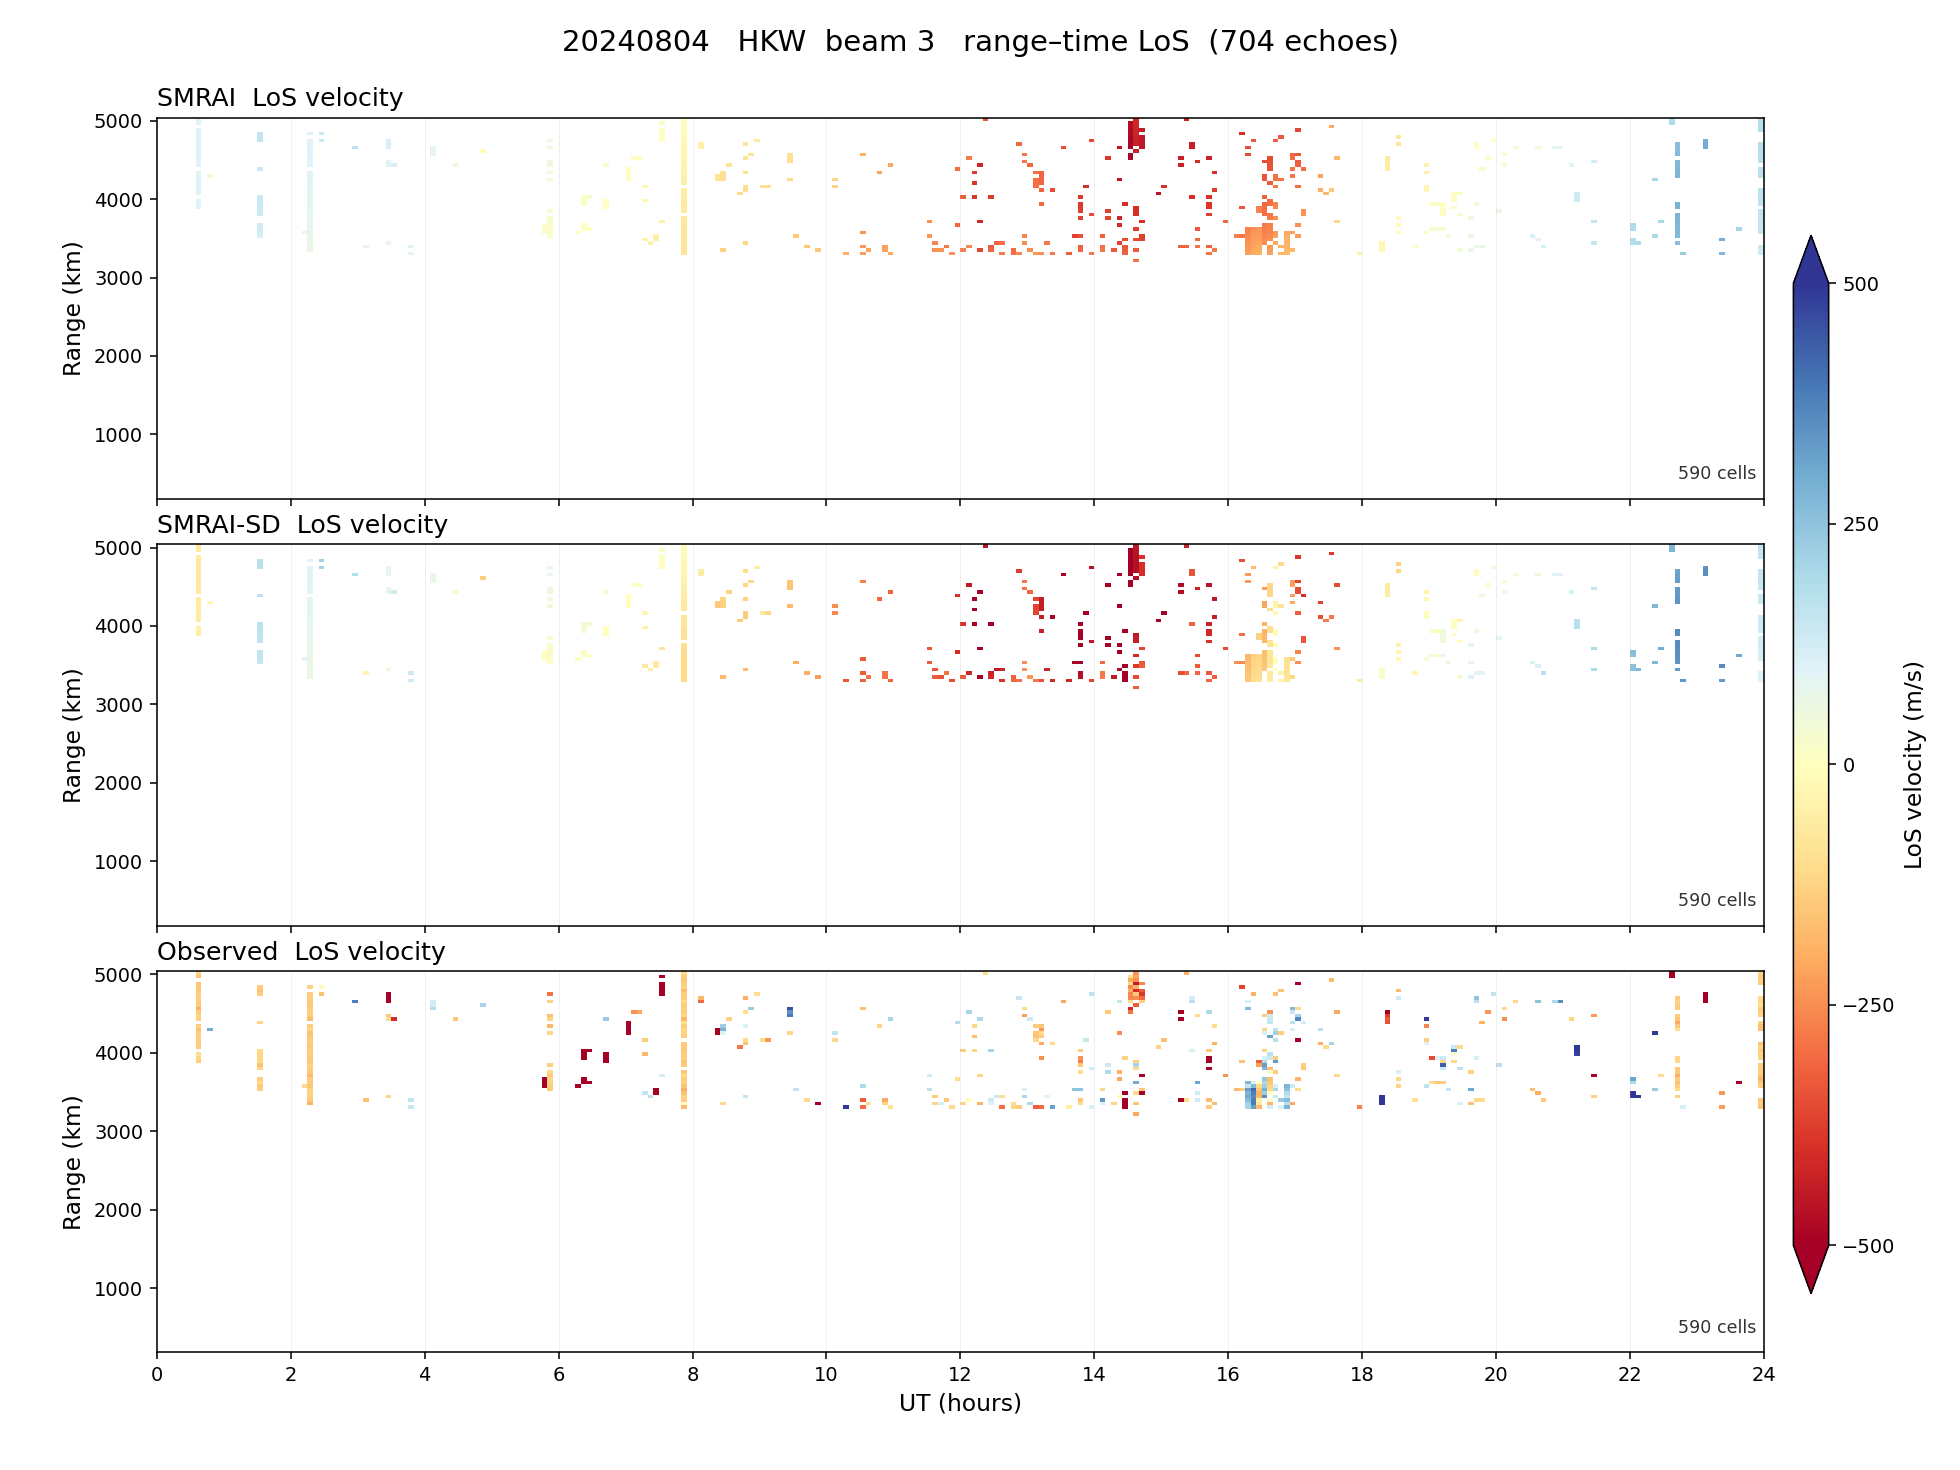 20240804   HKW  beam 3   range–time LoS  (704 echoes)
SMRAI  LoS velocity
5000
4000
3000
2000
1000
Range (km)
590 cells
SMRAI-SD  LoS velocity
5000
4000
3000
2000
1000
Range (km)
590 cells
Observed  LoS velocity
5000
4000
3000
2000
1000
Range (km)
590 cells
0 2 4 6 8 10 12 14 16 18 20 22 24
UT (hours)
500
250
0
−250
−500
LoS velocity (m/s)